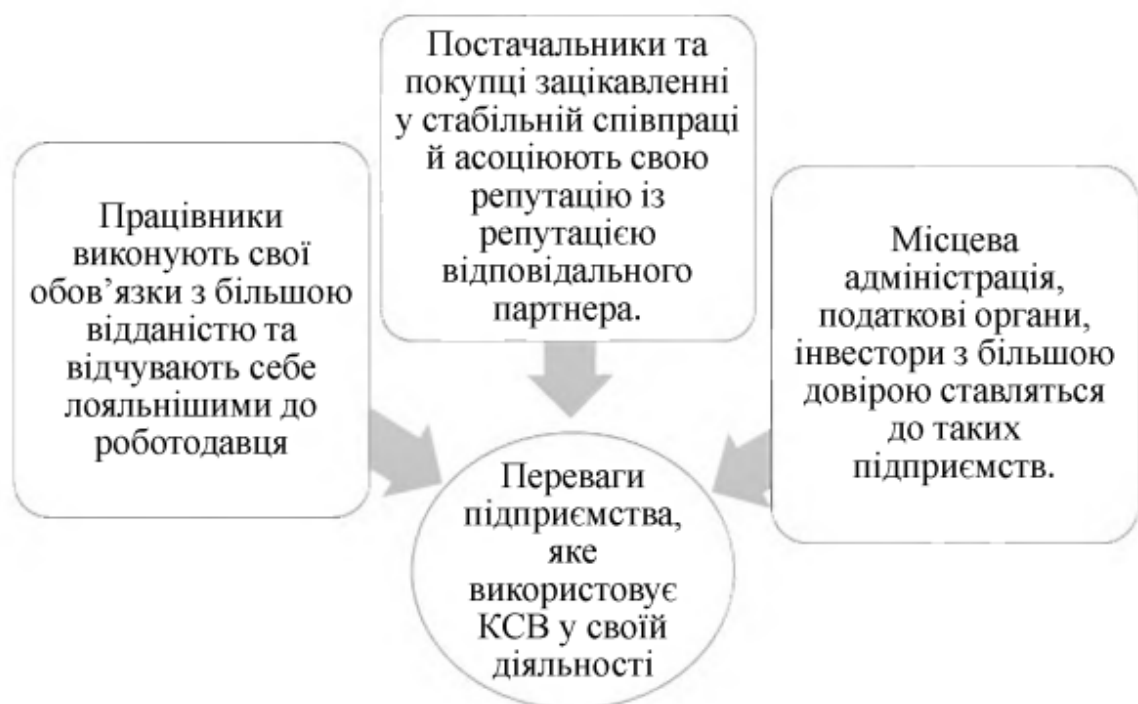 Постачальники та
покупці зацікавленні
у стабільній співпраці
й асоціюють свою
репутацію із
репутацією
відповідального
партнера.
Працівники
виконують свої
обов’язки з більшою
відданістю та
відчувають себе
лояльнішими до
роботодавця
Місцева
адміністрація,
податкові органи,
інвестори з більшою
довірою ставляться
до таких
підприємств.
Переваги
підприємства,
яке
використовує
КСВ у своїй
діяльності